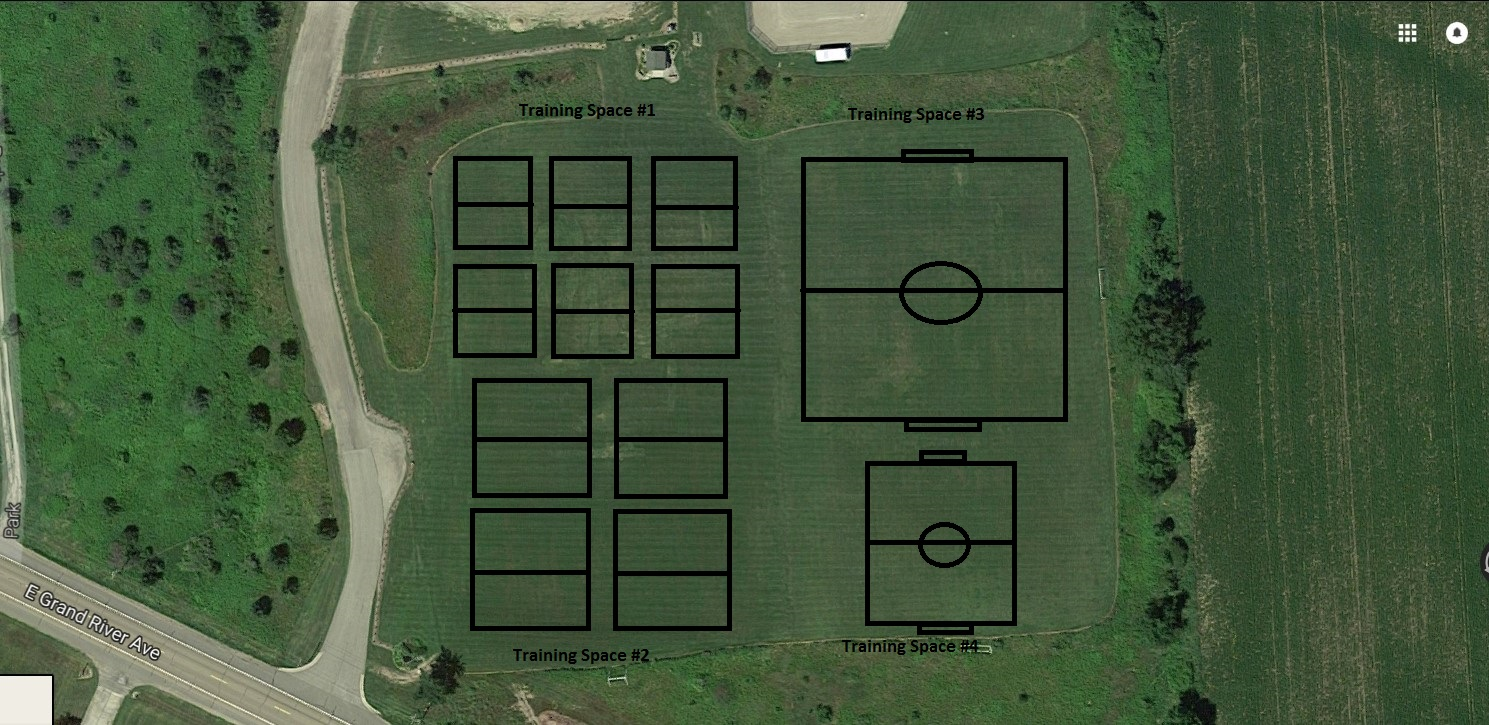 Training Space #1
Training Space #3
Park
E Grand River Ave
Training Space #2
Training Space #4